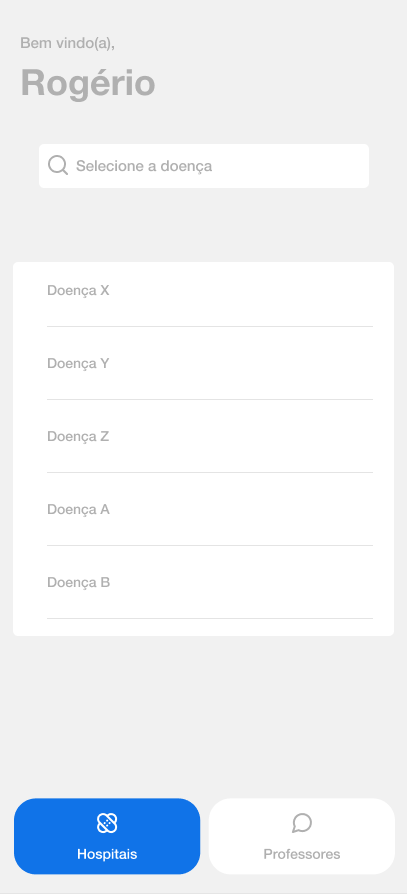 Bem vindo(a),
Rogério
Selecione a doença
Doença X
Doença Y
Doença Z
Doença A
Doença B
Hospitais
Professores